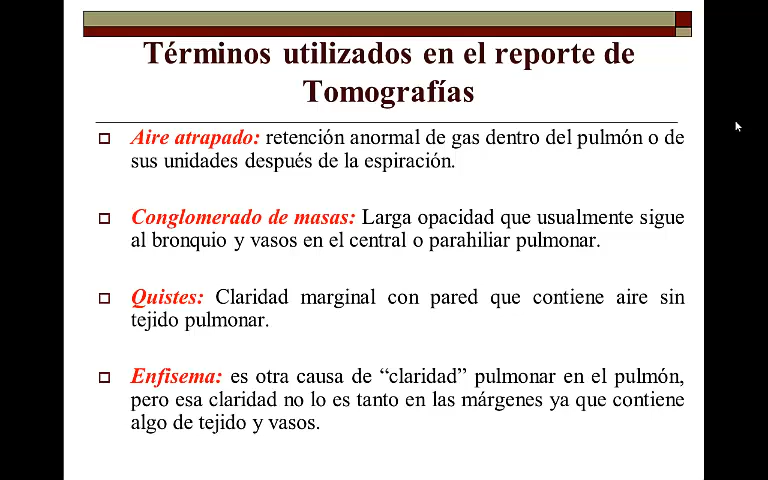 Términos utilizados en el reporte de
Tomografías
Aire atrapado: retención anormal de gas dentro del pulmón o de
sus unidades después de la espiración.
Conglomerado de masas: Larga opacidad que usualmente sigue
al bronquio y vasos en el central o parahiliar pulmonar.
Quistes: Claridad marginal con pared que contiene aire sin
tejido pulmonar.
Enfisema: es otra causa de “claridad” pulmonar en el pulmón,
pero esa claridad no lo es tanto en las márgenes ya que contiene
algo de tejido y vasos.